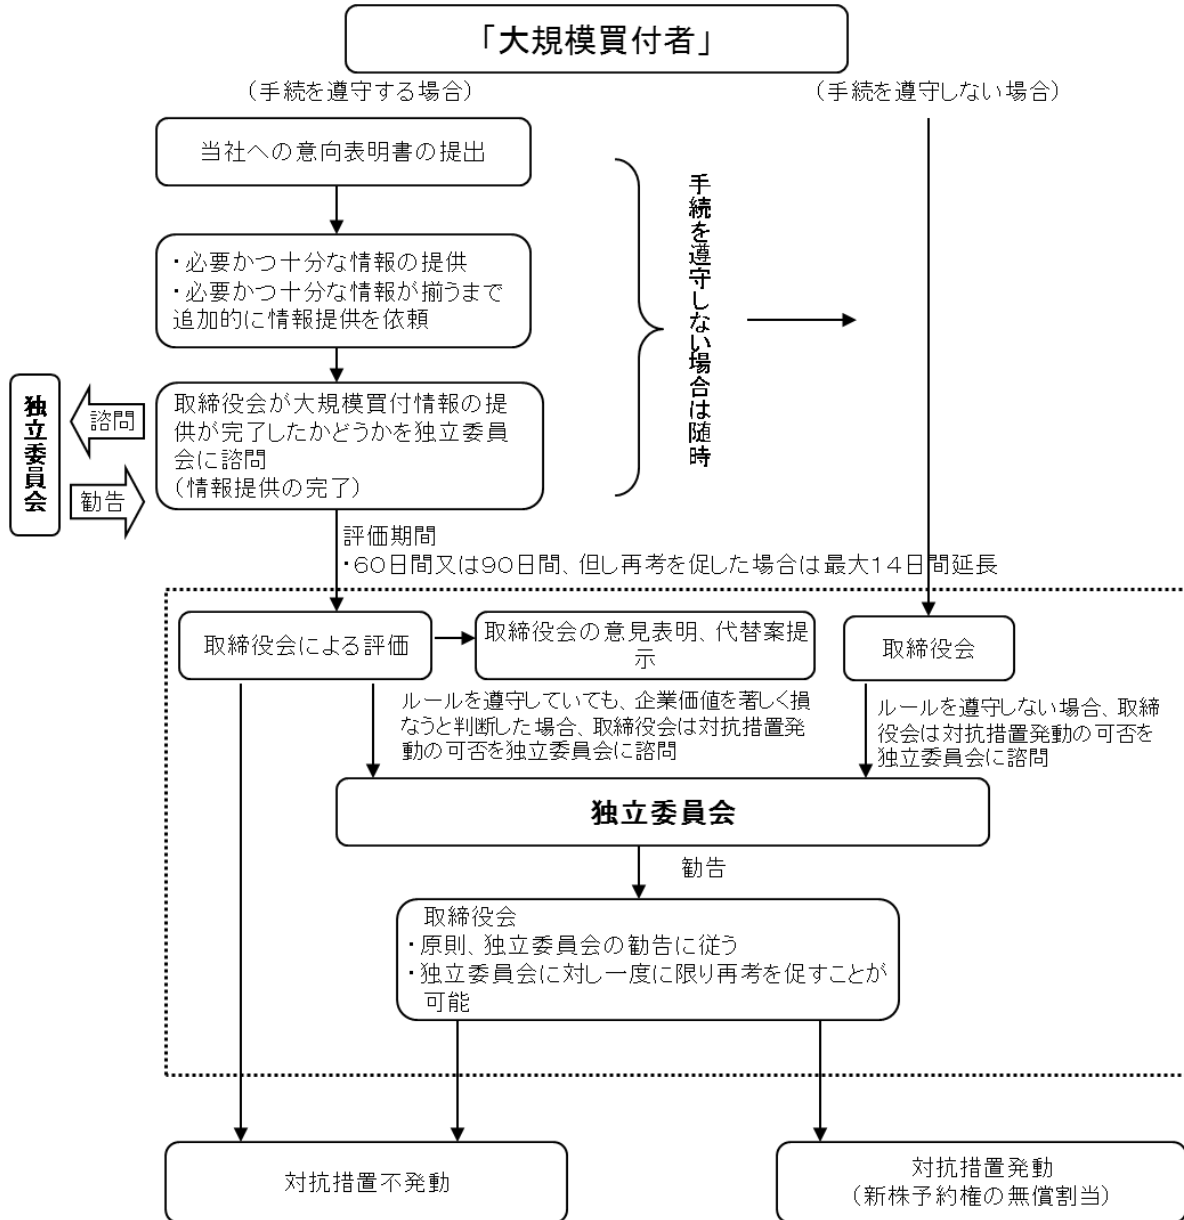 「大規模買付者」
(手続を遵守する場合)
(手続を遵守しない場合)
当社への意向表明書の提出
・必要かつ十分な情報の提供
・必要かつ十分な情報が揃うまで
追加的に情報提供を依頼
手続を遵守しない場合は随時
独立委員会
諮問
勧告
取締役会が大規模買付情報の提
供が完了したかどうかを独立委員
会に諮問
(情報提供の完了)
評価期間
・60日間又は90日間、但し再考を促した場合は最大14日間延長
取締役会による評価
取締役会の意見表明、代替案提
示
取締役会
ルールを遵守していても、企業価値を著しく損
なうと判断した場合、取締役会は対抗措置発
動の可否を独立委員会に諮問
ルールを遵守しない場合、取締
役会は対抗措置発動の可否を
独立委員会に諮問
独立委員会
勧告
取締役会
・原則、独立委員会の勧告に従う
・独立委員会に対し一度に限り再考を促すことが
可能
対抗措置不発動
対抗措置発動
(新株予約権の無償割当)